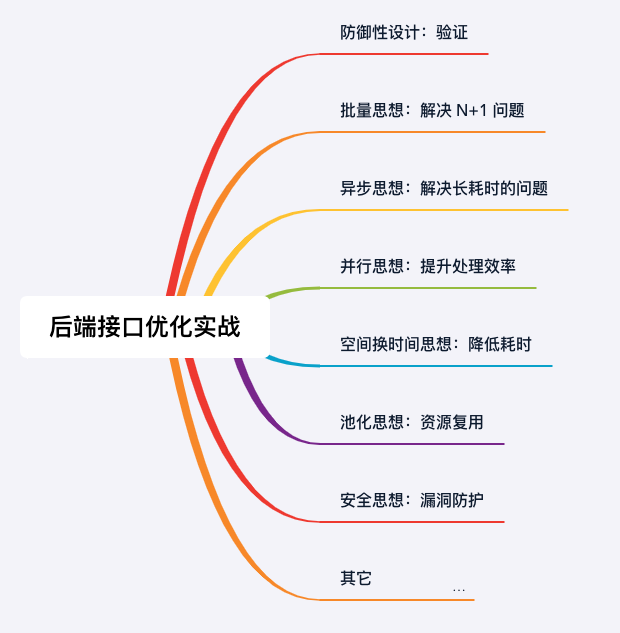 防御性设计：验证
批量思想：解决 N+1 问题
异步思想：解决长耗时的问题
并行思想：提升处理效率
后端接口优化实战
空间换时间思想：降低耗时
池化思想：资源复用
安全思想：漏洞防护
其它
...